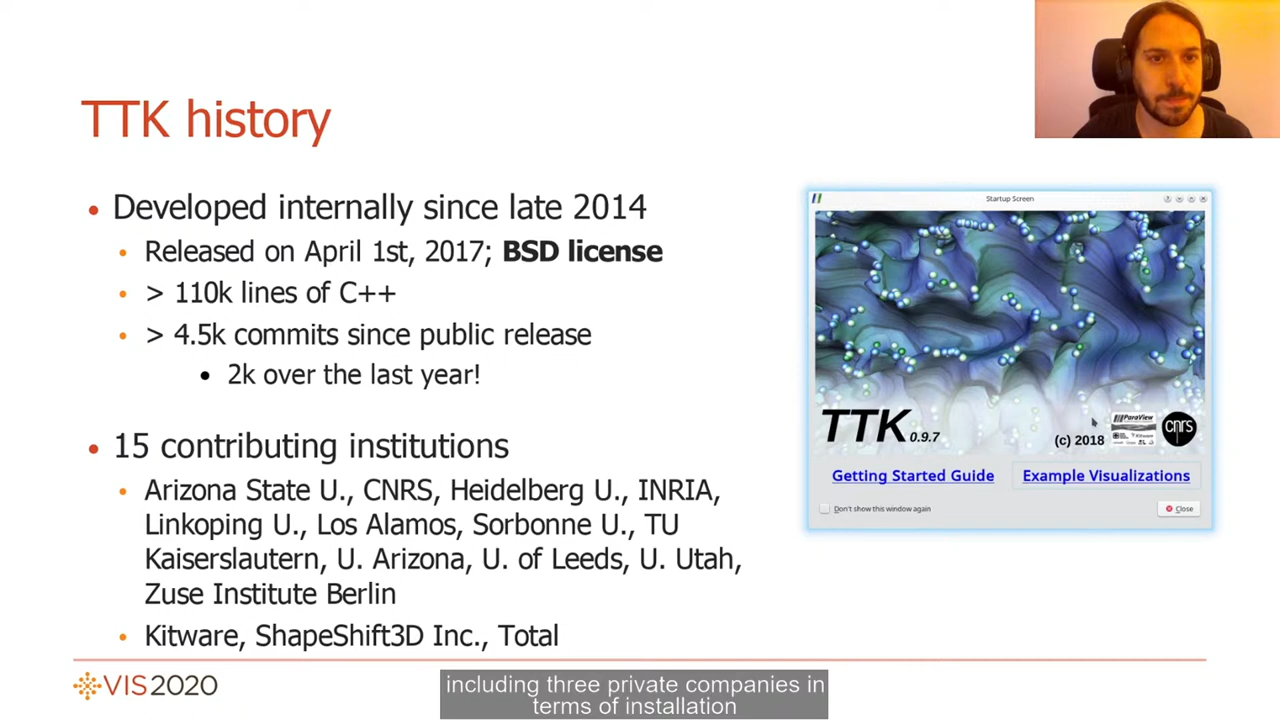 TTK history
• Developed internally since late 2014
• Released on April 1st, 2017; BSD license
• > 110k lines of C++
• > 4.5k commits since public release
• 2k over the last year!
• 15 contributing institutions
• Arizona State U., CNRS, Heidelberg U., INRIA,
Linkoping U., Los Alamos, Sorbonne U., TU
Kaiserslautern, U. Arizona, U. of Leeds, U. Utah,
Zuse Institute Berlin
• Kitware, ShapeShift3D Inc., Total
Startup Screen
TTK 0.9.7
(c) 2018
ParaView
cnrs
Getting Started Guide
Example Visualizations
Don't show this window again
Close
VIS2020
including three private companies in
terms of installation